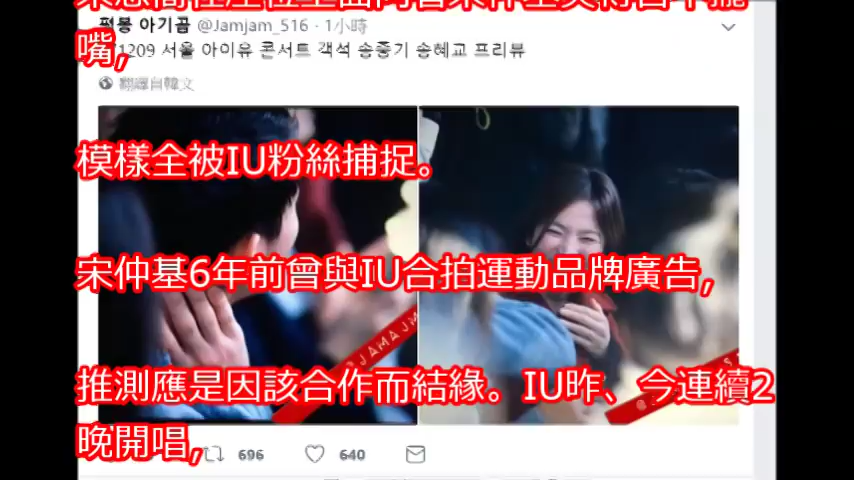 펑봉 아기곰 @Jamjam_516 · 1小時
嘴,
1209 서울 아이유 콘서트 객석 송중기 송혜교 프리뷰
翻譯自韓文
模樣全被IU粉絲捕捉。
宋仲基6年前曾與IU合拍運動品牌廣告,
推測應是因該合作而結緣。IU昨、今連續2
晚開唱,
696
640